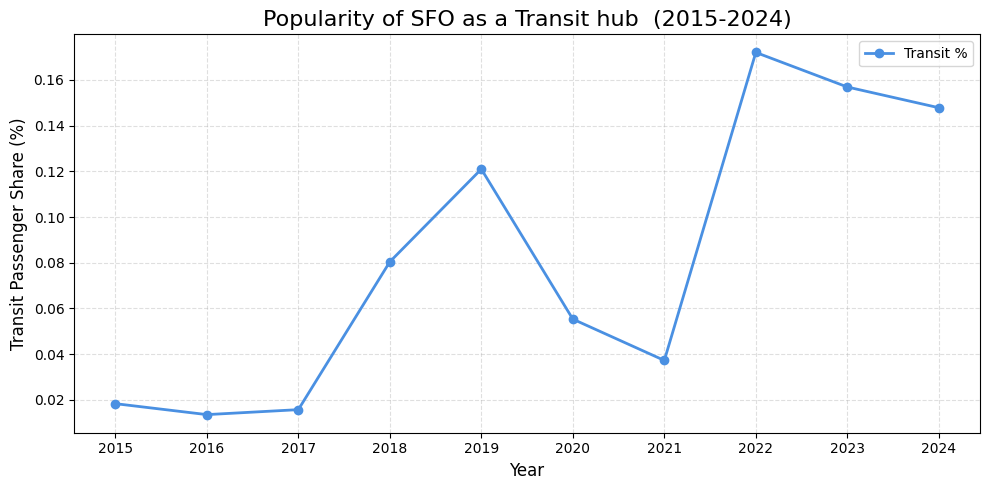 Popularity of SFO as a Transit hub  (2015-2024)
Transit %
Transit Passenger Share (%)
0.16
0.14
0.12
0.10
0.08
0.06
0.04
0.02
2015 2016 2017 2018 2019 2020 2021 2022 2023 2024
Year